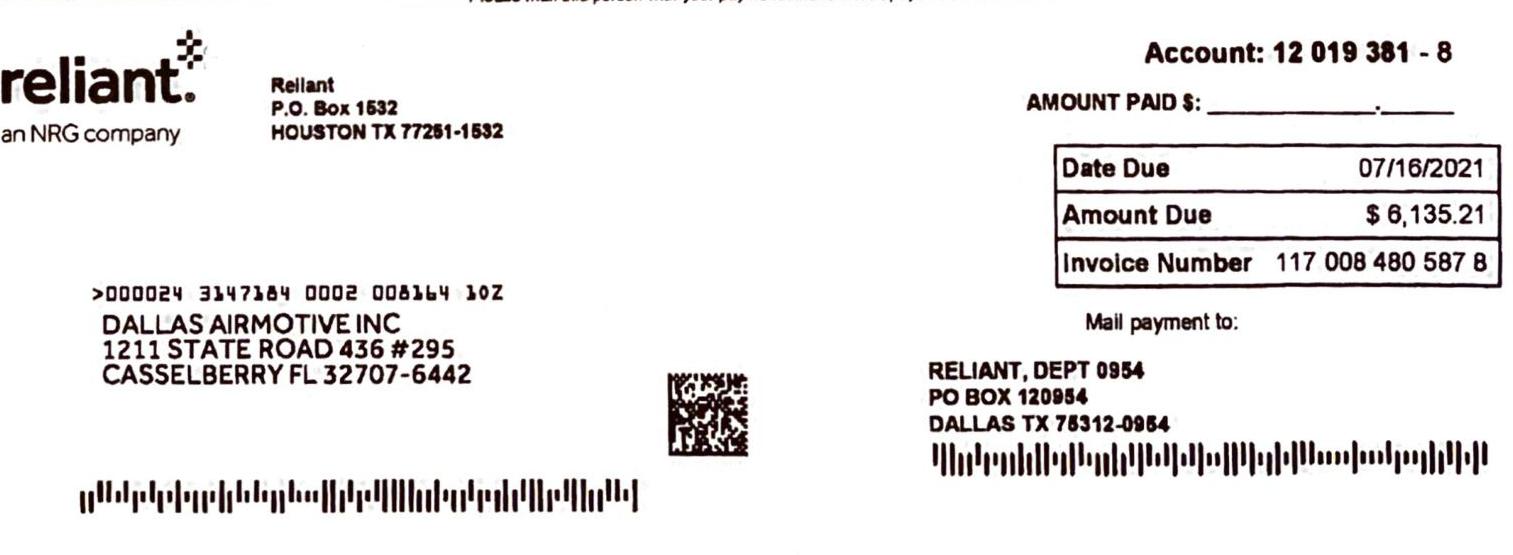 reliant.
an NRG company
Reliant
P.O. Box 1532
HOUSTON TX 77251-1532
Account: 12 019 381 - 8
AMOUNT PAID $: ____________.______
Date Due 07/16/2021
Amount Due $ 6,135.21
Invoice Number 117 008 480 587 8
Mail payment to:
>000024 3147184 0002 008164 10Z
DALLAS AIRMOTIVE INC
1211 STATE ROAD 436 #295
CASSELBERRY FL 32707-6442
RELIANT, DEPT 0954
PO BOX 120954
DALLAS TX 75312-0954